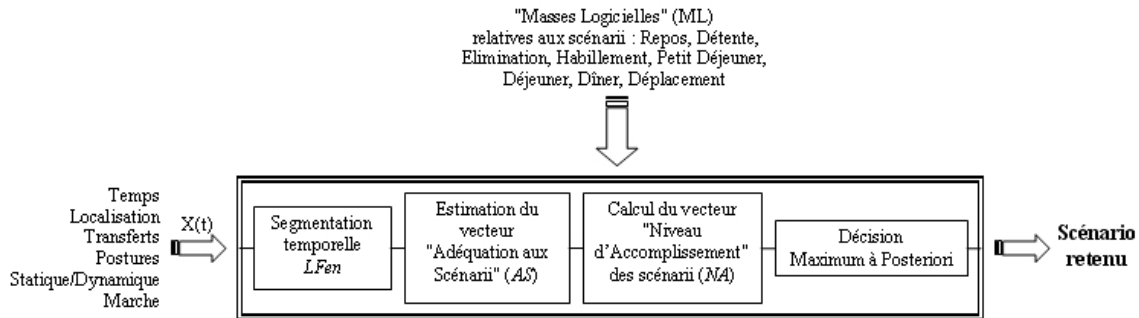 "Masses Logicielles" (ML)
relatives aux scénarii : Repos, Détente,
Elimination, Habillement, Petit Déjeuner,
Déjeuner, Dîner, Déplacement
Temps
Localisation
Transferts
Postures
Statique/Dynamique
Marche
X(t)
Segmentation
temporelle
LFen
Estimation du
vecteur
"Adéquation aux
Scénarii" (AS)
Calcul du vecteur
"Niveau
d'Accomplissement"
des scénarii (NA)
Décision
Maximum à Posteriori
Scénario
retenu